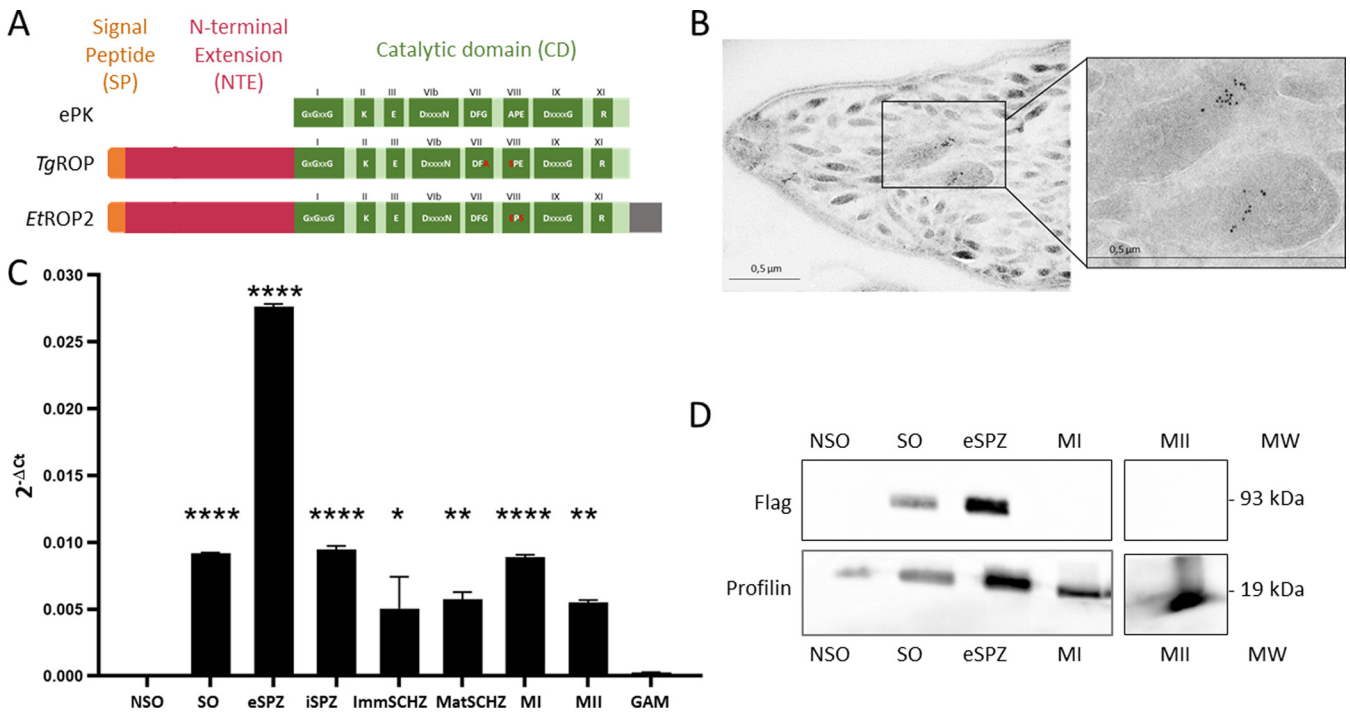 A
Signal
Peptide
(SP)
N-terminal
Extension
(NTE)
Catalytic domain (CD)
I II III VIb VII VIII IX XI
ePK GxGxxG K E DxxxxN DFG APE DxxxxG R
I II III VIb VII VIII IX XI
TgROP GxGxxG K E DxxxxN DFA SPE DxxxxG R
I II III VIb VII VIII IX XI
EtROP2 GxGxxG K E DxxxxN DFG DxxxxG R
B
0,5 µm
0,5 µm
C
2^-ΔCt
0.030
0.025
0.020
0.015
0.010
0.005
0.000
**** **** **** * ** **** **
NSO SO eSPZ iSPZ ImmSCHZ MatSCHZ MI MII GAM
D
NSO SO eSPZ MI MII MW
Flag - 93 kDa
Profilin - 19 kDa
NSO SO eSPZ MI MII MW